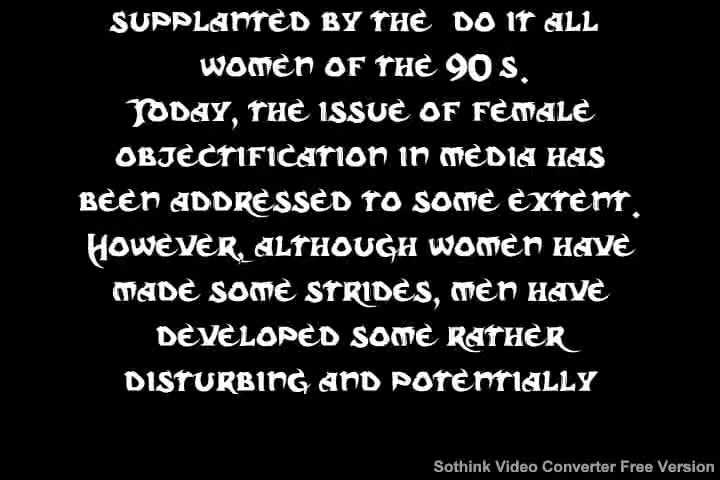 SUPPLANTED BY THE DO IT ALL
WOMEN OF THE 90 S.
TODAY, THE ISSUE OF FEMALE
OBJECTIFICATION IN MEDIA HAS
BEEN ADDRESSED TO SOME EXTENT.
HOWEVER, ALTHOUGH WOMEN HAVE
MADE SOME STRIDES, MEN HAVE
DEVELOPED SOME RATHER
DISTURBING AND POTENTIALLY
Sothink Video Converter Free Version